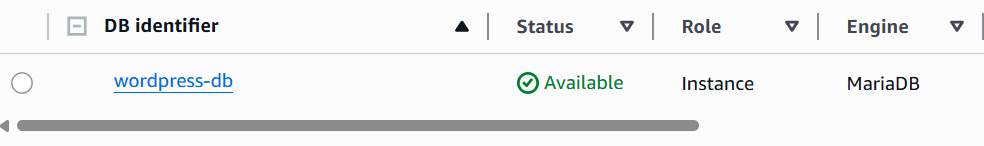 DB identifier Status Role Engine
wordpress-db Available Instance MariaDB